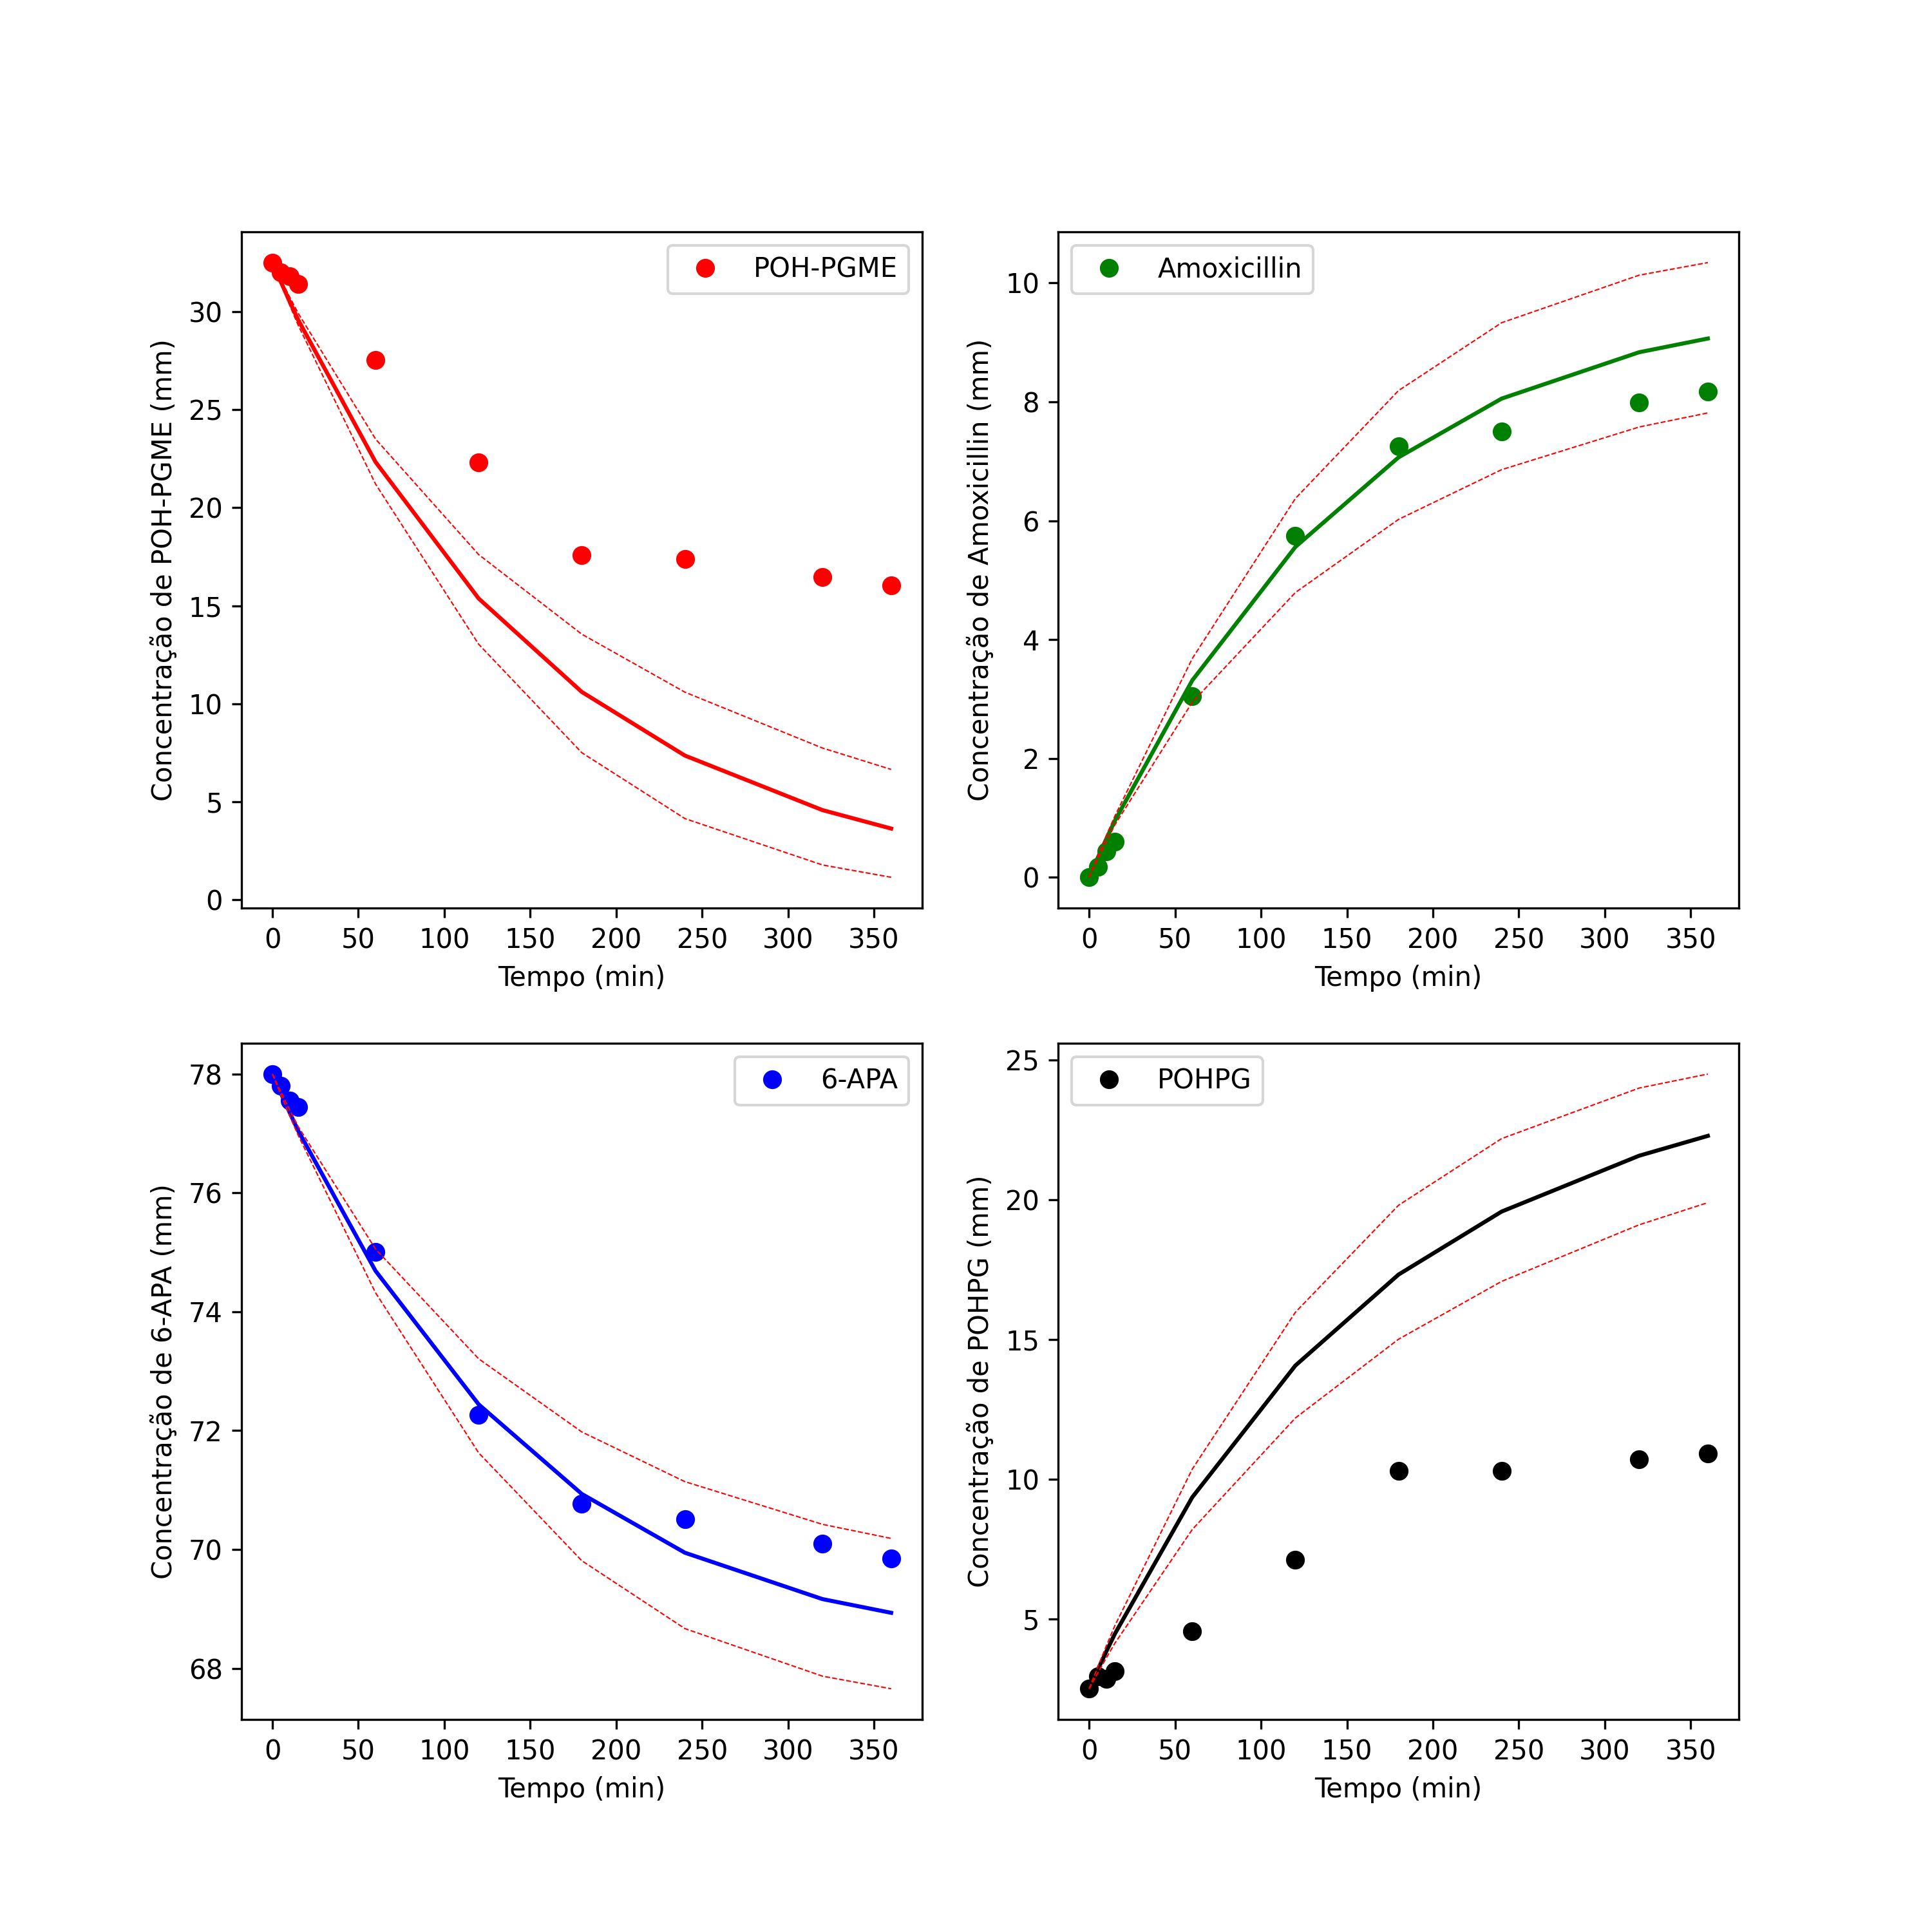 POH-PGME
Concentração de POH-PGME (mm)
30
25
20
15
10
5
0
0 50 100 150 200 250 300 350
Tempo (min)
Amoxicillin
Concentração de Amoxicillin (mm)
10
8
6
4
2
0
0 50 100 150 200 250 300 350
Tempo (min)
6-APA
Concentração de 6-APA (mm)
78
76
74
72
70
68
0 50 100 150 200 250 300 350
Tempo (min)
POHPG
Concentração de POHPG (mm)
25
20
15
10
5
0 50 100 150 200 250 300 350
Tempo (min)